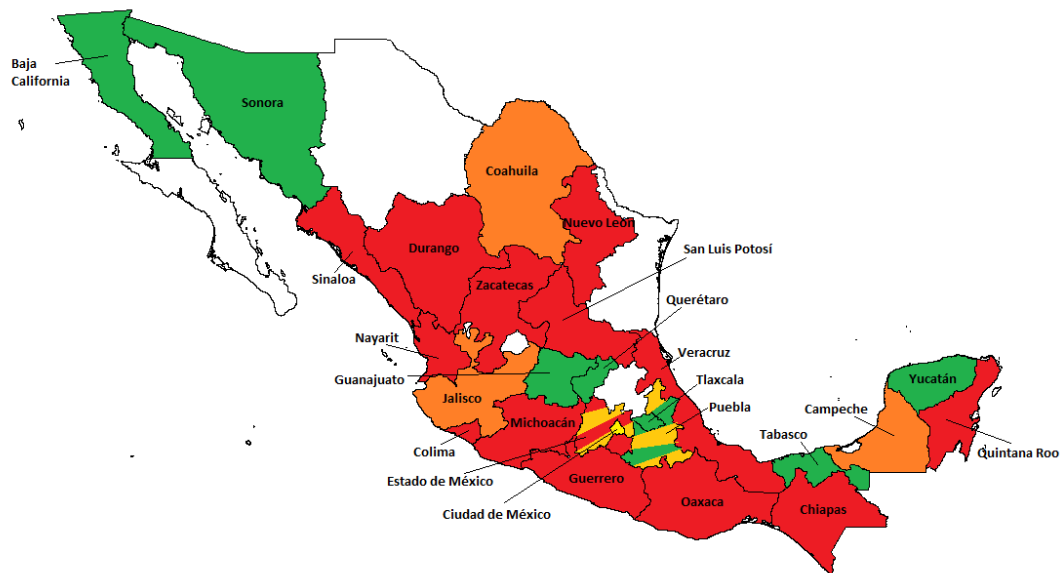 Baja
California
Sonora
Coahuila
Nuevo León
Durango
San Luis Potosí
Sinaloa
Zacatecas
Querétaro
Nayarit
Veracruz
Guanajuato
Tlaxcala
Yucatán
Jalisco
Puebla
Campeche
Michoacán
Tabasco
Colima
Quintana Roo
Estado de México
Guerrero
Oaxaca
Chiapas
Ciudad de México